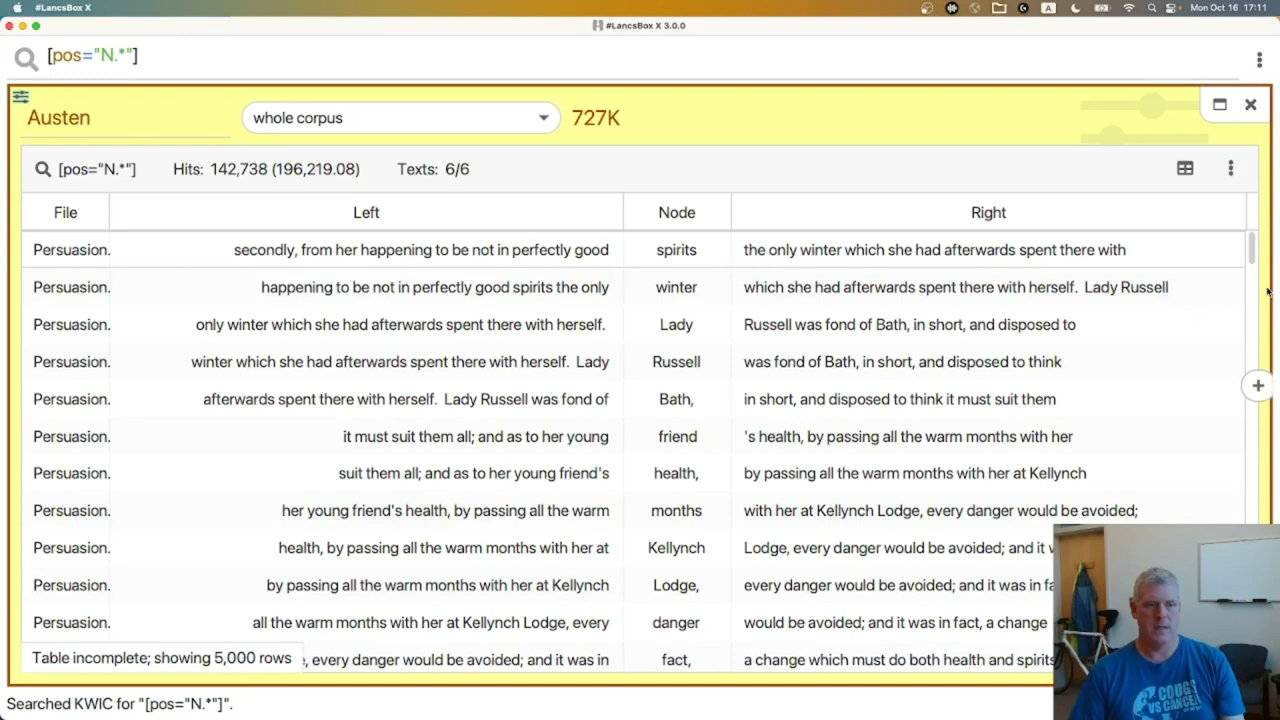 #LancsBox X
A
Mon Oct 16 17:11
#LancsBox X 3.0.0
[pos="N.*"]
Austen
whole corpus
727K
[pos="N.*"] Hits: 142,738 (196,219.08) Texts: 6/6
File Left Node Right
Persuasion. secondly, from her happening to be not in perfectly good spirits the only winter which she had afterwards spent there with
Persuasion. happening to be not in perfectly good spirits the only winter which she had afterwards spent there with herself. Lady Russell
Persuasion. only winter which she had afterwards spent there with herself. Lady Russell was fond of Bath, in short, and disposed to
Persuasion. winter which she had afterwards spent there with herself. Lady Russell was fond of Bath, in short, and disposed to think
Persuasion. afterwards spent there with herself. Lady Russell was fond of Bath, in short, and disposed to think it must suit them
Persuasion. it must suit them all; and as to her young friend 's health, by passing all the warm months with her
Persuasion. suit them all; and as to her young friend's health, by passing all the warm months with her at Kellynch
Persuasion. her young friend's health, by passing all the warm months with her at Kellynch Lodge, every danger would be avoided;
Persuasion. health, by passing all the warm months with her at Kellynch Lodge, every danger would be avoided; and it
Persuasion. by passing all the warm months with her at Kellynch Lodge, every danger would be avoided; and it was in
Persuasion. all the warm months with her at Kellynch Lodge, every danger would be avoided; and it was in fact, a change
Table incomplete; showing 5,000 rows , every danger would be avoided; and it was in fact, a change which must do both health and spirits
Searched KWIC for "[pos="N.*"]".
COUGS
VS CANCER